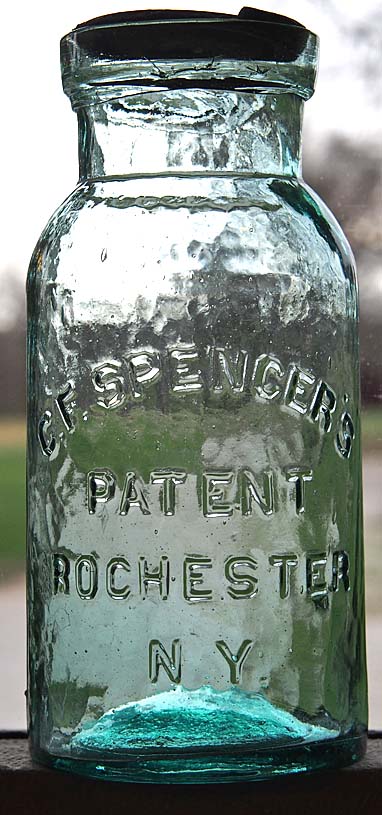 C.F. SPENCER'S
PATENT
ROCHESTER
N Y